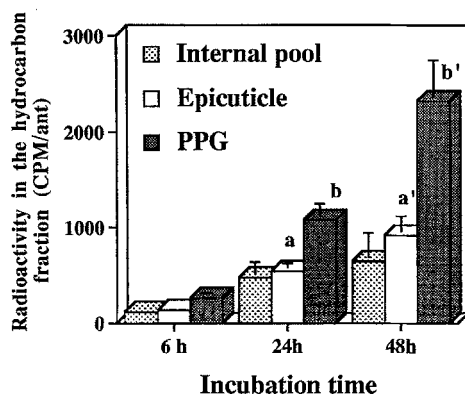 Radioactivity in the hydrocarbon
fraction (CPM/ant)
3000
2000
1000
0
Internal pool
Epicuticle
PPG
a
b
a'
b'
6 h
24h
48h
Incubation time